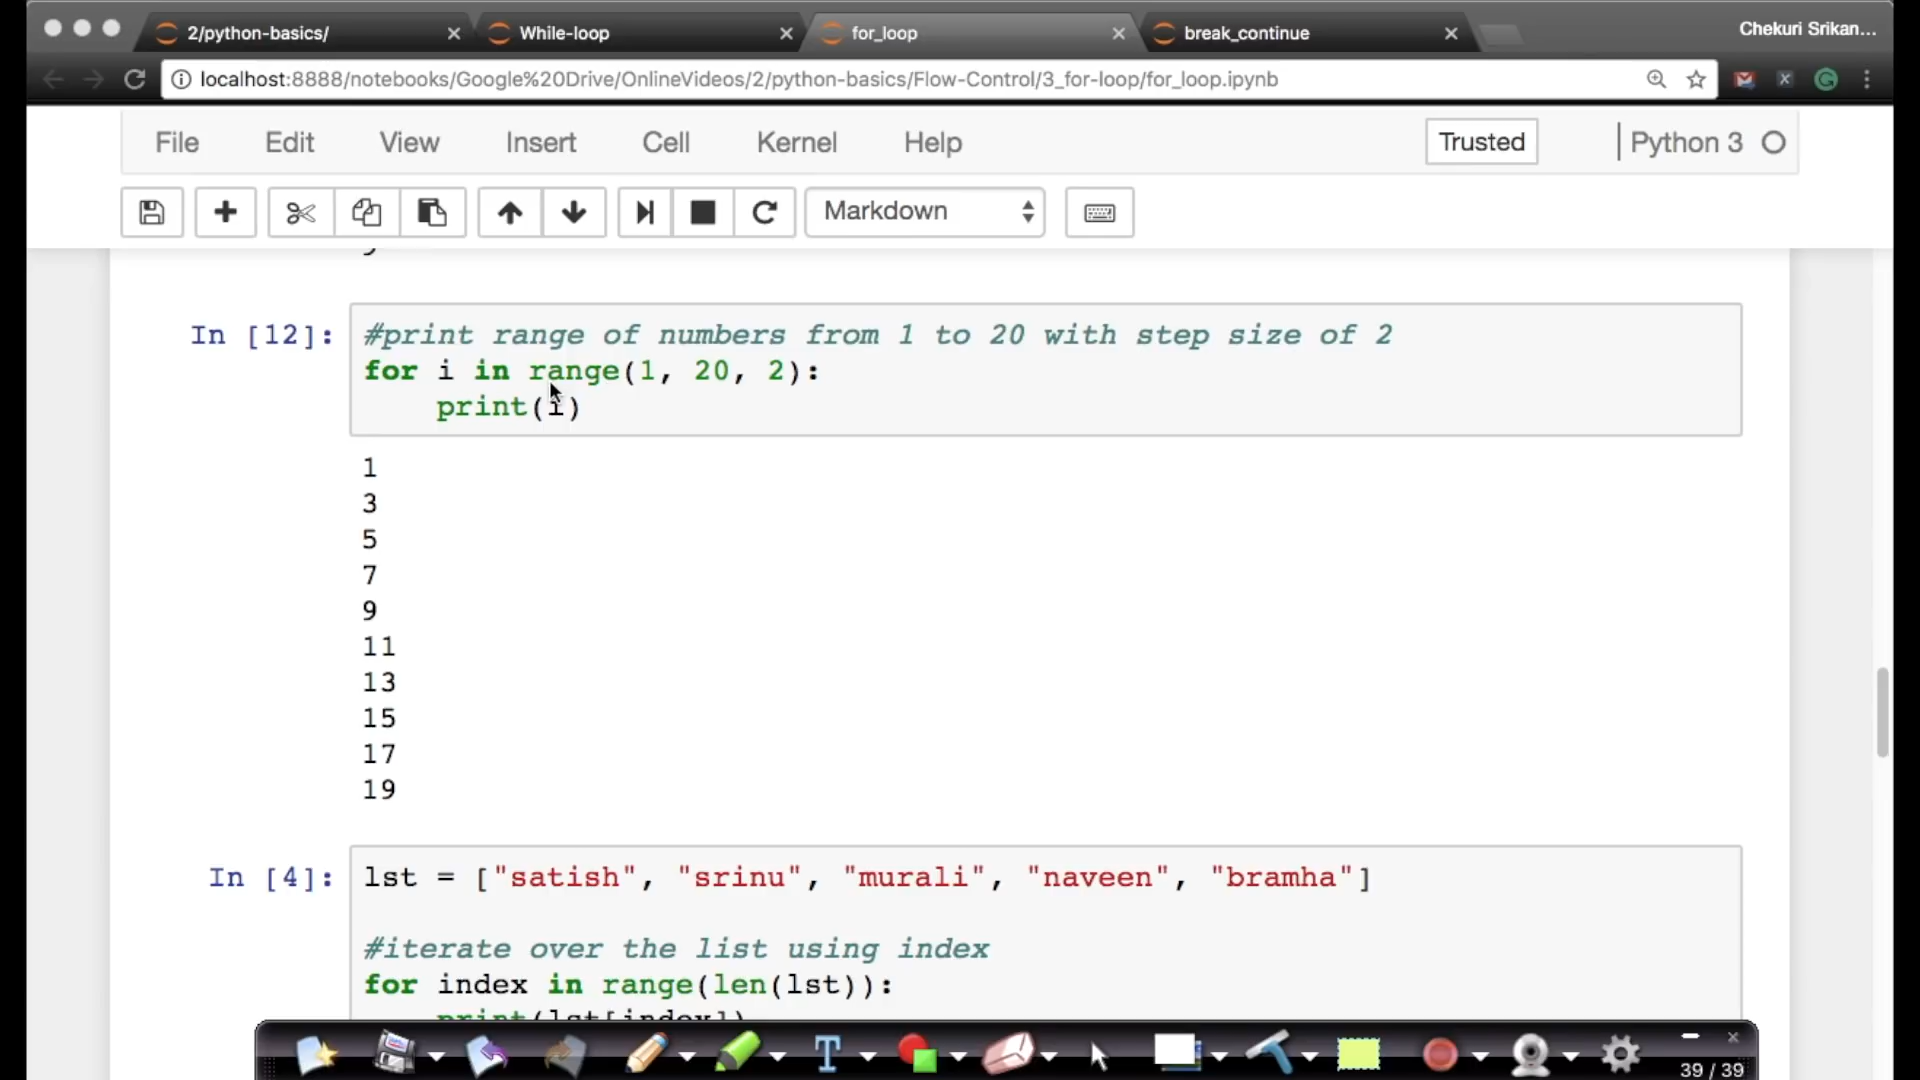 2/python-basics/
While-loop
for_loop
break_continue
Chekuri Srikan...
localhost:8888/notebooks/Google%20Drive/OnlineVideos/2/python-basics/Flow-Control/3_for-loop/for_loop.ipynb
File Edit View Insert Cell Kernel Help Trusted Python 3
Markdown
In [12]: #print range of numbers from 1 to 20 with step size of 2
for i in range(1, 20, 2):
print(i)
1
3
5
7
9
11
13
15
17
19
In [4]: lst = ["satish", "srinu", "murali", "naveen", "bramha"]
#iterate over the list using index
for index in range(len(lst)):
print(lst[index])
39 / 39